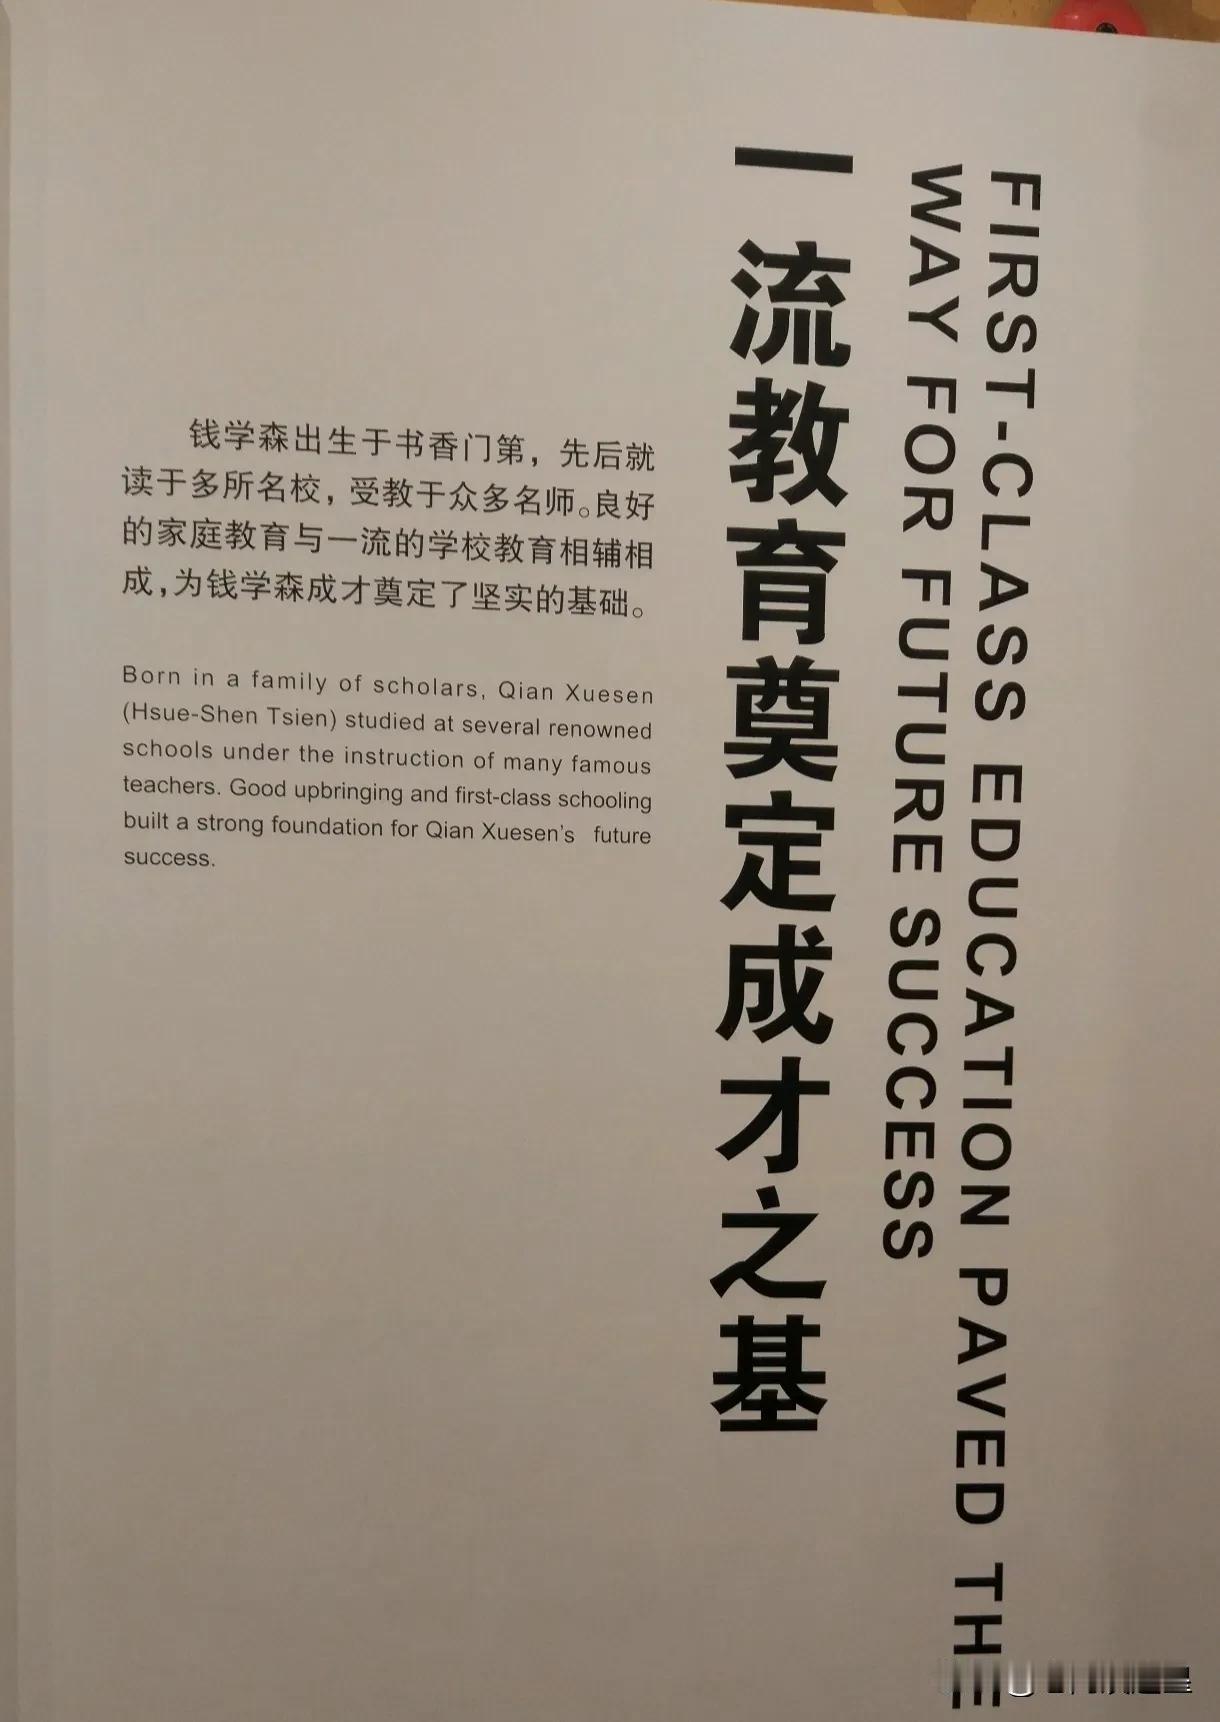 FIRST-CLASS EDUCATION PAVED THE
WAY FOR FUTURE SUCCESS
一流教育奠定成才之基
钱学森出生于书香门第，先后就
读于多所名校，受教于众多名师。良好
的家庭教育与一流的学校教育相辅相
成，为钱学森成才奠定了坚实的基础。
Born in a family of scholars, Qian Xuesen
(Hsue-Shen Tsien) studied at several renowned
schools under the instruction of many famous
teachers. Good upbringing and first-class schooling
built a strong foundation for Qian Xuesen's future
success.